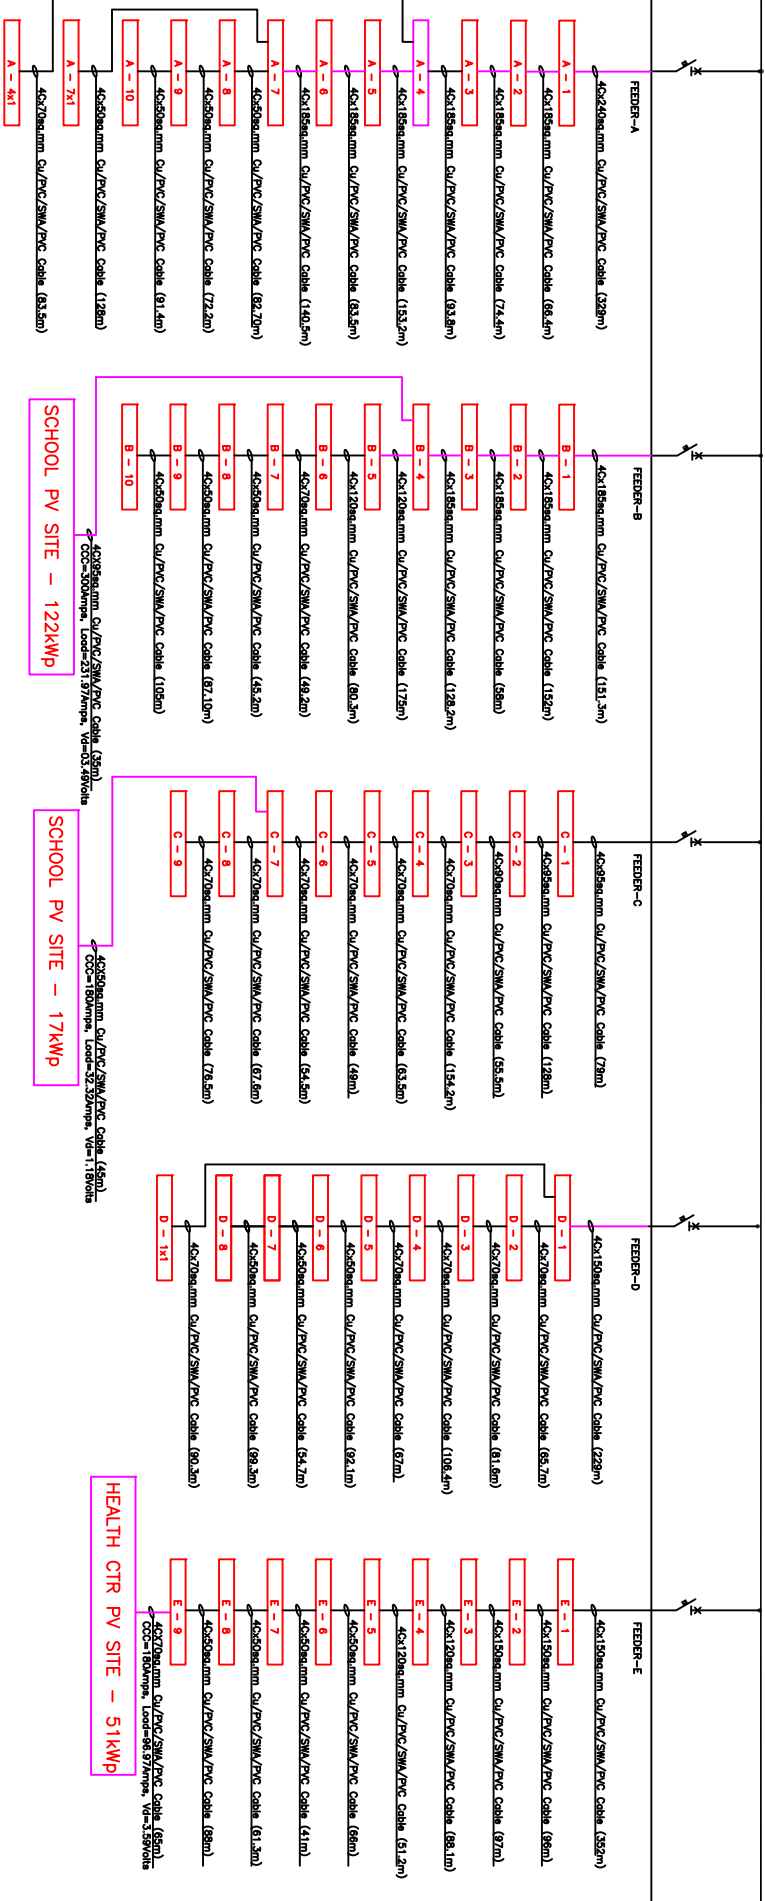 FEEDER-A
4Cx240sq.mm Cu/PVC/SWA/PVC Cable (329m)
A - 1
4Cx185sq.mm Cu/PVC/SWA/PVC Cable (66.4m)
A - 2
4Cx185sq.mm Cu/PVC/SWA/PVC Cable (74.4m)
A - 3
4Cx185sq.mm Cu/PVC/SWA/PVC Cable (93.8m)
A - 4
4Cx185sq.mm Cu/PVC/SWA/PVC Cable (153.2m)
A - 5
4Cx185sq.mm Cu/PVC/SWA/PVC Cable (83.5m)
A - 6
4Cx185sq.mm Cu/PVC/SWA/PVC Cable (140.5m)
A - 7
4Cx50sq.mm Cu/PVC/SWA/PVC Cable (82.70m)
A - 8
4Cx50sq.mm Cu/PVC/SWA/PVC Cable (72.2m)
A - 9
4Cx50sq.mm Cu/PVC/SWA/PVC Cable (91.4m)
A - 10
4Cx50sq.mm Cu/PVC/SWA/PVC Cable (128m)
A - 7x1
4Cx70sq.mm Cu/PVC/SWA/PVC Cable (83.5m)
A - 4x1
FEEDER-B
4Cx185sq.mm Cu/PVC/SWA/PVC Cable (151.3m)
B - 1
4Cx185sq.mm Cu/PVC/SWA/PVC Cable (152m)
B - 2
4Cx185sq.mm Cu/PVC/SWA/PVC Cable (58m)
B - 3
4Cx185sq.mm Cu/PVC/SWA/PVC Cable (128.2m)
B - 4
4Cx120sq.mm Cu/PVC/SWA/PVC Cable (175m)
B - 5
4Cx120sq.mm Cu/PVC/SWA/PVC Cable (80.3m)
B - 6
4Cx70sq.mm Cu/PVC/SWA/PVC Cable (49.2m)
B - 7
4Cx50sq.mm Cu/PVC/SWA/PVC Cable (45.2m)
B - 8
4Cx50sq.mm Cu/PVC/SWA/PVC Cable (87.10m)
B - 9
4Cx50sq.mm Cu/PVC/SWA/PVC Cable (105m)
B - 10
4CX95sq.mm Cu/PVC/SWA/PVC Cable (35m)
CCC=300Amps, Load=231.97Amps, Vd=03.49Volts
SCHOOL PV SITE - 122kWp
FEEDER-C
4Cx95sq.mm Cu/PVC/SWA/PVC Cable (79m)
C - 1
4Cx95sq.mm Cu/PVC/SWA/PVC Cable (128m)
C - 2
4Cx90sq.mm Cu/PVC/SWA/PVC Cable (55.5m)
C - 3
4Cx70sq.mm Cu/PVC/SWA/PVC Cable (154.2m)
C - 4
4Cx70sq.mm Cu/PVC/SWA/PVC Cable (63.5m)
C - 5
4Cx120sq.mm Cu/PVC/SWA/PVC Cable (49m)
C - 6
4Cx70sq.mm Cu/PVC/SWA/PVC Cable (54.5m)
C - 7
4Cx70sq.mm Cu/PVC/SWA/PVC Cable (67.6m)
C - 8
4Cx70sq.mm Cu/PVC/SWA/PVC Cable (76.5m)
C - 9
4CX50sq.mm Cu/PVC/SWA/PVC Cable (45m)
CCC=180Amps, Load=32.32Amps, Vd=1.18Volts
SCHOOL PV SITE - 17kWp
FEEDER-D
4Cx150sq.mm Cu/PVC/SWA/PVC Cable (229m)
D - 1
4Cx70sq.mm Cu/PVC/SWA/PVC Cable (65.7m)
D - 2
4Cx70sq.mm Cu/PVC/SWA/PVC Cable (81.6m)
D - 3
4Cx70sq.mm Cu/PVC/SWA/PVC Cable (106.4m)
D - 4
4Cx70sq.mm Cu/PVC/SWA/PVC Cable (67m)
D - 5
4Cx50sq.mm Cu/PVC/SWA/PVC Cable (92.1m)
D - 6
4Cx50sq.mm Cu/PVC/SWA/PVC Cable (54.7m)
D - 7
4Cx50sq.mm Cu/PVC/SWA/PVC Cable (99.3m)
D - 8
4Cx70sq.mm Cu/PVC/SWA/PVC Cable (90.3m)
D - 1x1
FEEDER-E
4Cx150sq.mm Cu/PVC/SWA/PVC Cable (352m)
E - 1
4Cx150sq.mm Cu/PVC/SWA/PVC Cable (96m)
E - 2
4Cx150sq.mm Cu/PVC/SWA/PVC Cable (97m)
E - 3
4Cx120sq.mm Cu/PVC/SWA/PVC Cable (88.1m)
E - 4
4Cx120sq.mm Cu/PVC/SWA/PVC Cable (51.2m)
E - 5
4Cx50sq.mm Cu/PVC/SWA/PVC Cable (66m)
E - 6
4Cx50sq.mm Cu/PVC/SWA/PVC Cable (41m)
E - 7
4Cx50sq.mm Cu/PVC/SWA/PVC Cable (61.3m)
E - 8
4Cx50sq.mm Cu/PVC/SWA/PVC Cable (88m)
E - 9
4CX70sq.mm Cu/PVC/SWA/PVC Cable (65m)
CCC=180Amps, Load=96.97Amps, Vd=3.59Volts
HEALTH CTR PV SITE - 51kWp